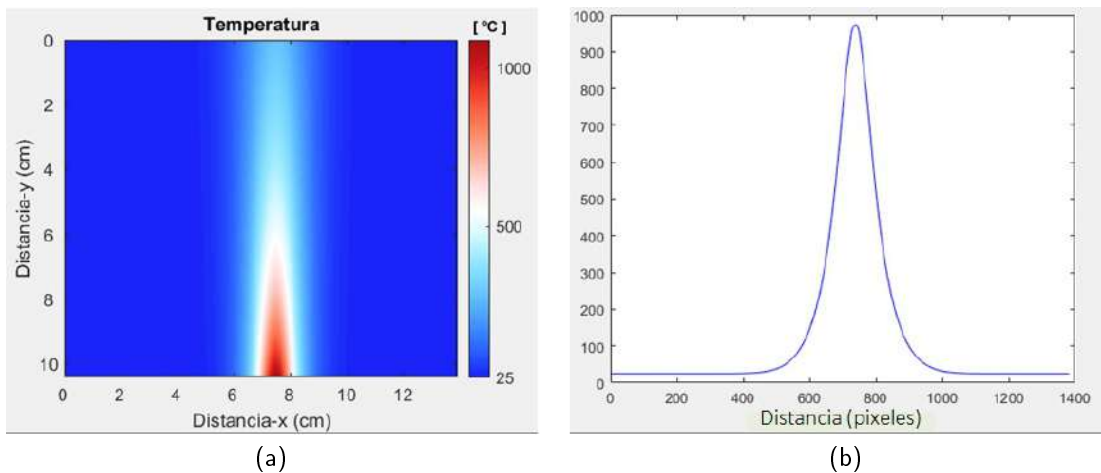 Temperatura
[ ºC ]
0
2
4
6
8
10
Distancia-y (cm)
0 2 4 6 8 10 12
Distancia-x (cm)
1000
500
25
(a)
1000
900
800
700
600
500
400
300
200
100
0
0 200 400 600 800 1000 1200 1400
Distancia (pixeles)
(b)